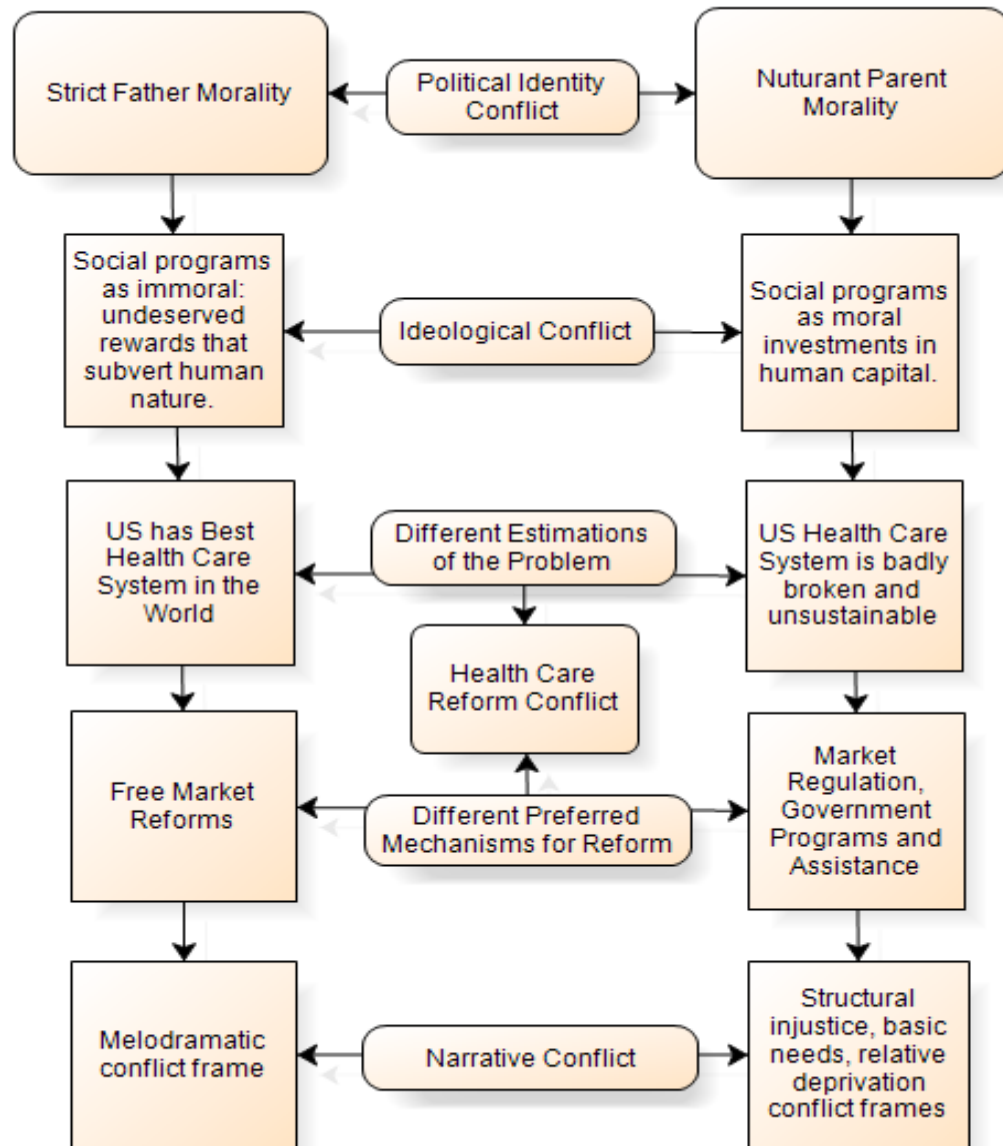 Strict Father Morality
Political Identity
Conflict
Nuturant Parent
Morality
Social programs
as immoral:
undeserved
rewards that
subvert human
nature.
Ideological Conflict
Social programs
as moral
investments in
human capital.
US has Best
Health Care
System in the
World
Different Estimations
of the Problem
US Health Care
System is badly
broken and
unsustainable
Health Care
Reform Conflict
Free Market
Reforms
Different Preferred
Mechanisms for Reform
Market
Regulation,
Government
Programs and
Assistance
Melodramatic
conflict frame
Narrative Conflict
Structural
injustice, basic
needs, relative
deprivation
conflict frames